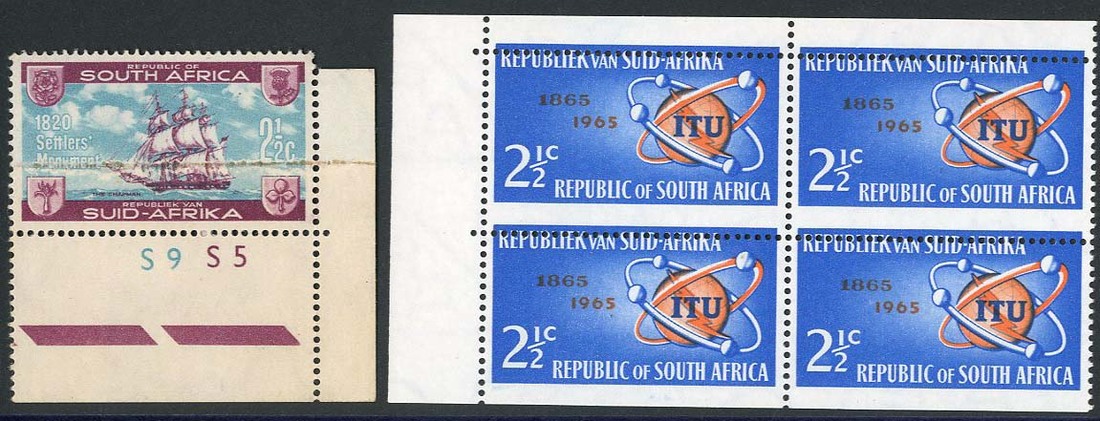 REPUBLIC OF
SOUTH AFRICA
1820
Settlers'
Monument
2½C
THE CHAPMAN
REPUBLIEK VAN
SUID-AFRIKA
S9 S5
REPUBLIEK VAN SUID-AFRIKA
1865
1965
ITU
2½c
REPUBLIC OF SOUTH AFRICA
REPUBLIEK VAN SUID-AFRIKA
1865
1965
ITU
2½c
REPUBLIC OF SOUTH AFRICA
REPUBLIEK VAN SUID-AFRIKA
1865
1965
ITU
2½c
REPUBLIC OF SOUTH AFRICA
REPUBLIEK VAN SUID-AFRIKA
1865
1965
ITU
2½c
REPUBLIC OF SOUTH AFRICA